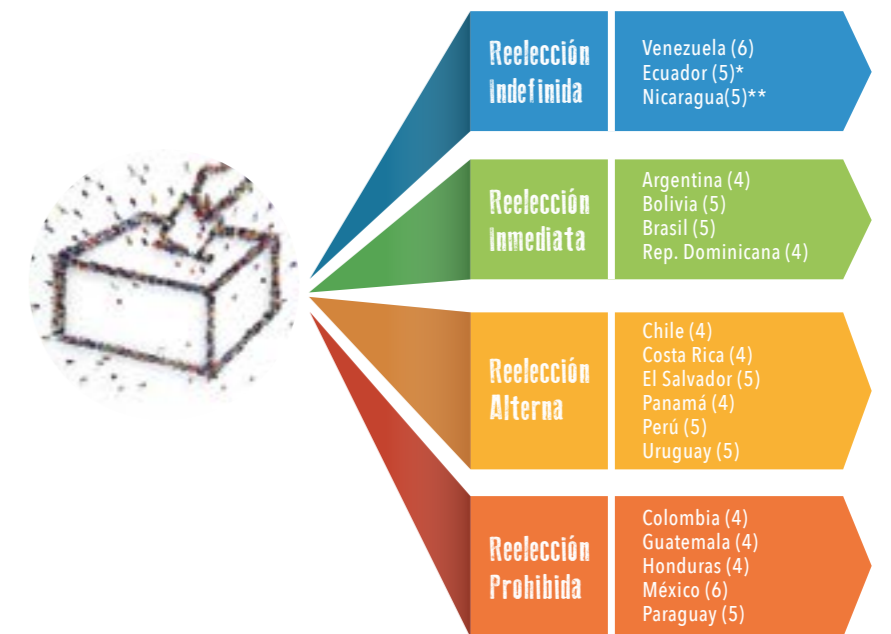 Reelección
Indefinida
Venezuela (6)
Ecuador (5)*
Nicaragua(5)**
Reelección
Inmediata
Argentina (4)
Bolivia (5)
Brasil (5)
Rep. Dominicana (4)
Reelección
Alterna
Chile (4)
Costa Rica (4)
El Salvador (5)
Panamá (4)
Perú (5)
Uruguay (5)
Reelección
Prohibida
Colombia (4)
Guatemala (4)
Honduras (4)
México (6)
Paraguay (5)